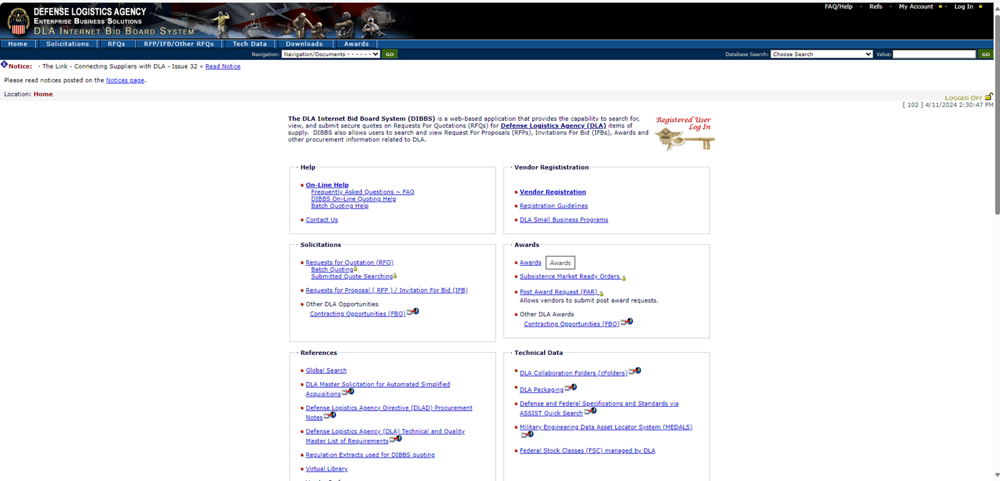 DEFENSE LOGISTICS AGENCY
ENTERPRISE BUSINESS SOLUTIONS
DLA INTERNET BID BOARD SYSTEM
FAQ/Help · Refs · My Account · Log In
Home Solicitations RFQs RFP/IFB/Other RFQs Tech Data Downloads Awards
Navigation: Navigation/Documents - - - - - - GO Database Search: Choose Search Value: GO
Notice: · The Link - Connecting Suppliers with DLA - Issue 32 » Read Notice
Please read notices posted on the Notices page.
Location: Home
LOGGED OFF
[ 102 ] 4/11/2024 2:30:47 PM
The DLA Internet Bid Board System (DIBBS) is a web-based application that provides the capability to search for,
view, and submit secure quotes on Requests For Quotations (RFQs) for Defense Logistics Agency (DLA) items of
supply. DIBBS also allows users to search and view Request For Proposals (RFPs), Invitations For Bid (IFBs), Awards and
other procurement information related to DLA.
Registered User
Log In
· Help
On-Line Help
Frequently Asked Questions ~ FAQ
DIBBS On-Line Quoting Help
Batch Quoting Help
Contact Us
· Vendor Regististration
Vendor Registration
Registration Guidelines
DLA Small Business Programs
· Solicitations
Requests for Quotation (RFQ)
Batch Quoting
Submitted Quote Searching
Requests for Proposal ( RFP ) / Invitation For Bid (IFB)
Other DLA Opportunities
Contracting Opportunities (FBO)
· Awards
Awards Awards
Subsistence Market Ready Orders
Post Award Request (PAR)
Allows vendors to submit post award requests.
Other DLA Awards
Contracting Opportunities (FBO)
· References
Global Search
DLA Master Solicitation for Automated Simplified
Acquisitions
Defense Logistics Agency Directive (DLAD) Procurement
Notes
Defense Logistics Agency (DLA) Technical and Quality
Master List of Requirements
Regulation Extracts used for DIBBS quoting
Virtual Library
· Technical Data
DLA Collaboration Folders (cFolders)
DLA Packaging
Defense and Federal Specifications and Standards via
ASSIST Quick Search
Military Engineering Data Asset Locator System (MEDALS)
Federal Stock Classes (FSC) managed by DLA